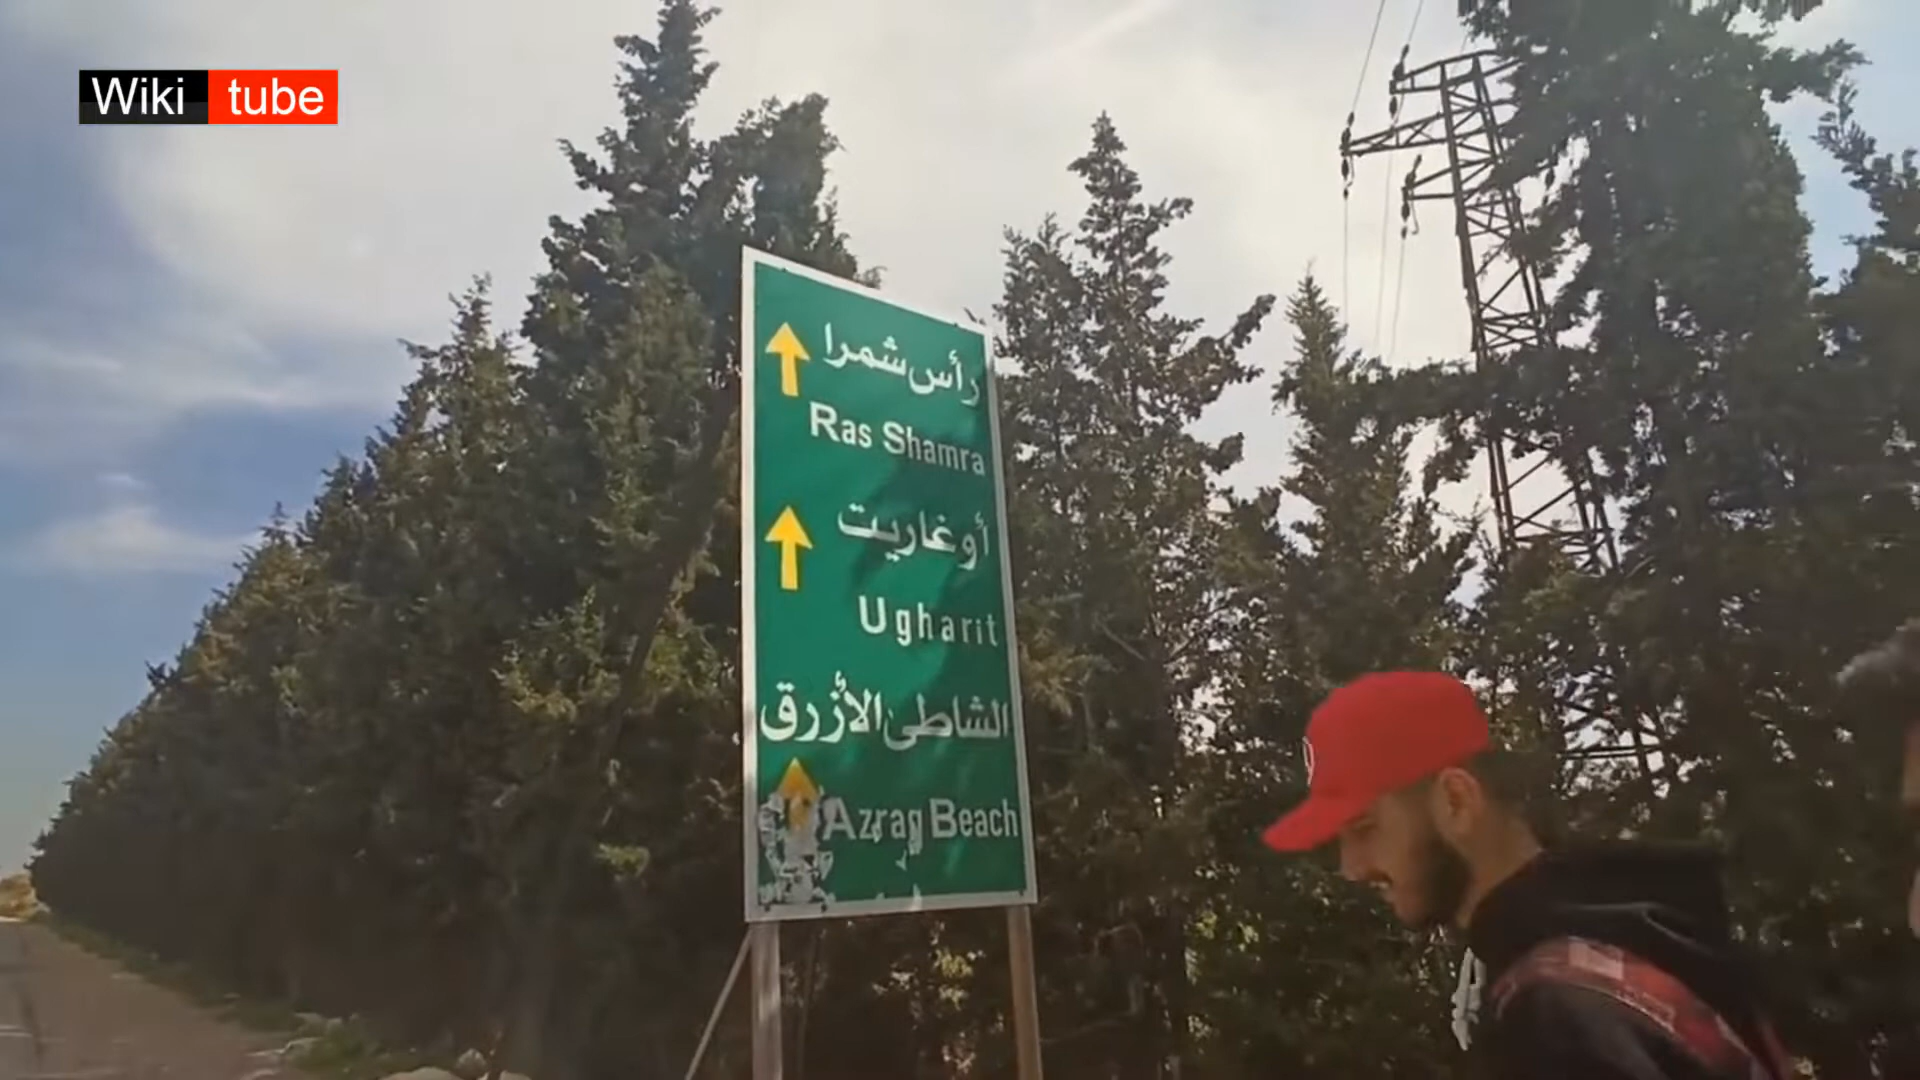 Wiki tube
رأس شمرا
Ras Shamra
أوغاريت
Ugharit
الشاطئ الأزرق
Azraq Beach